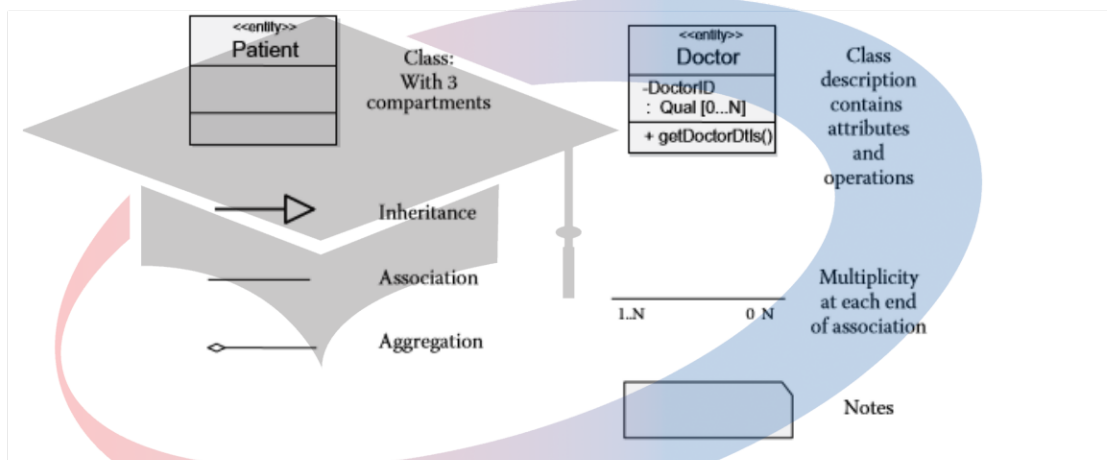 <<entity>>
Patient
Class:
With 3
compartments
<<entity>>
Doctor
-DoctorID
: Qual [0...N]
+ getDoctorDtls()
Class
description
contains
attributes
and
operations
Inheritance
Association
Aggregation
1..N
0 N
Multiplicity
at each end
of association
Notes